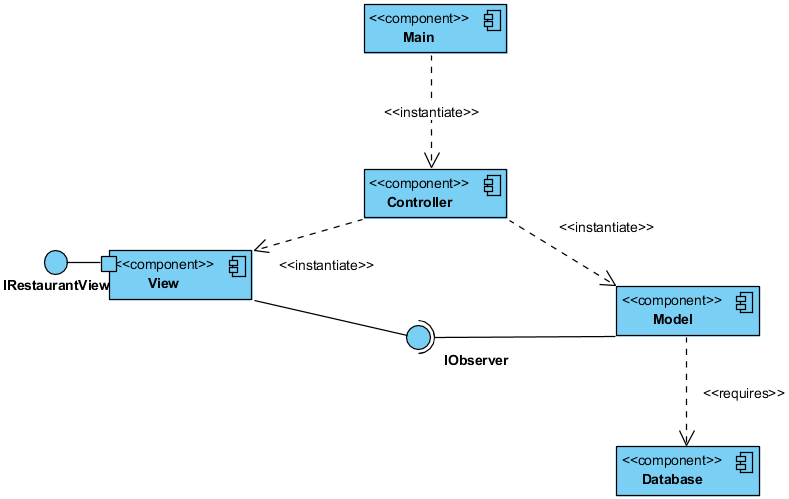 <<component>>
Main
<<instantiate>>
<<component>>
Controller
<<instantiate>>
<<component>>
View
<<instantiate>>
IRestaurantView
<<component>>
Model
IObserver
<<requires>>
<<component>>
Database